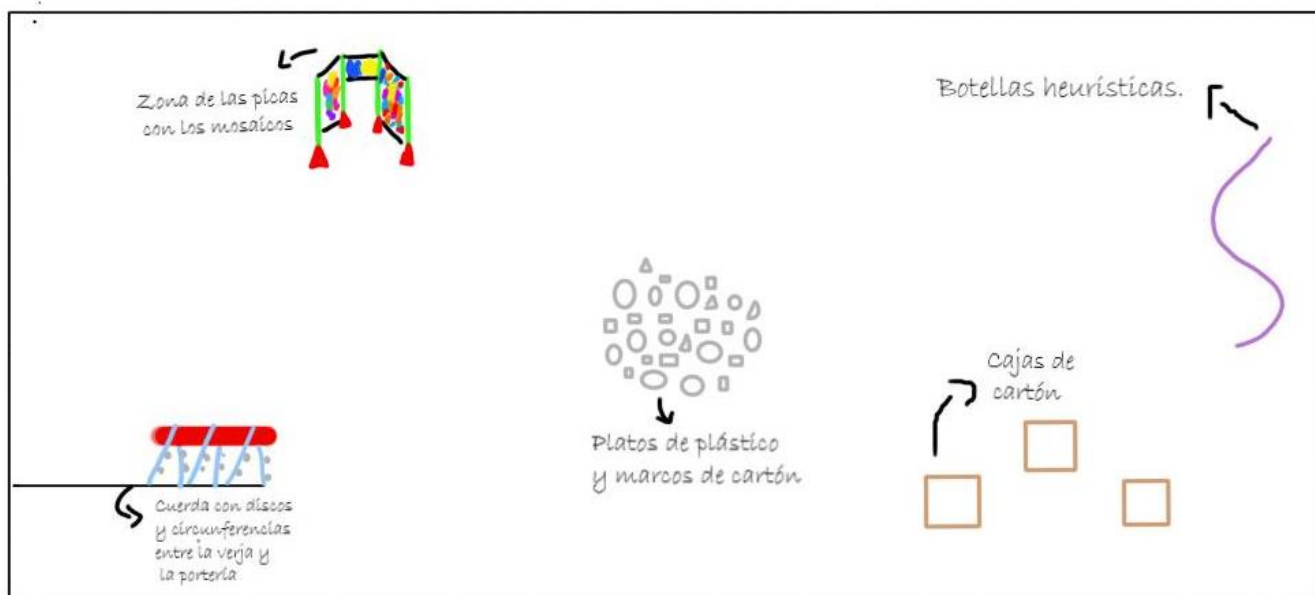 Zona de las picas
con los mosaicos
Botellas heurísticas.
Cajas de
cartón
Platos de plástico
y marcos de cartón
Cuerda con discos
y circunferencias
entre la verja y
la portería